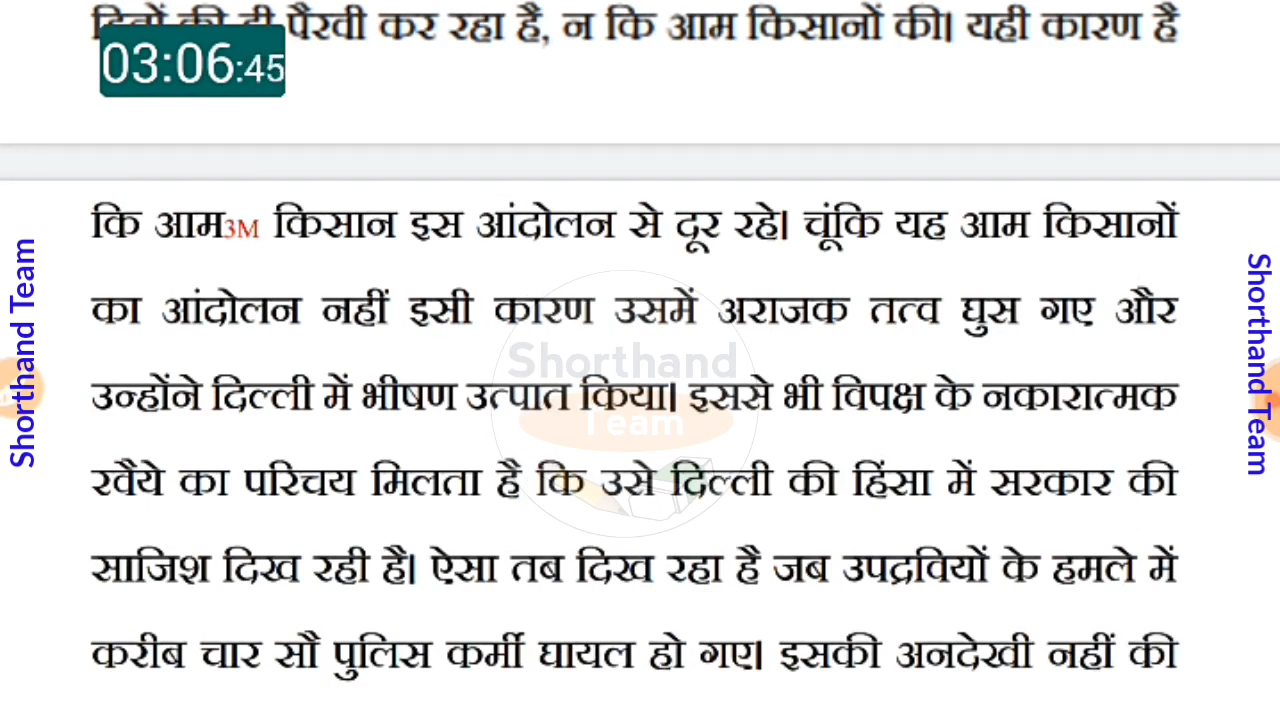 की ही पैरवी कर रहा है, न कि आम किसानों की। यही कारण है
03:06:45
कि आम3M किसान इस आंदोलन से दूर रहे। चूंकि यह आम किसानों
का आंदोलन नहीं इसी कारण उसमें अराजक तत्व घुस गए और
उन्होंने दिल्ली में भीषण उत्पात किया। इससे भी विपक्ष के नकारात्मक
रवैये का परिचय मिलता है कि उसे दिल्ली की हिंसा में सरकार की
साजिश दिख रही है। ऐसा तब दिख रहा है जब उपद्रवियों के हमले में
करीब चार सौ पुलिस कर्मी घायल हो गए। इसकी अनदेखी नहीं की
Shorthand Team
Shorthand
Team
Shorthand Team